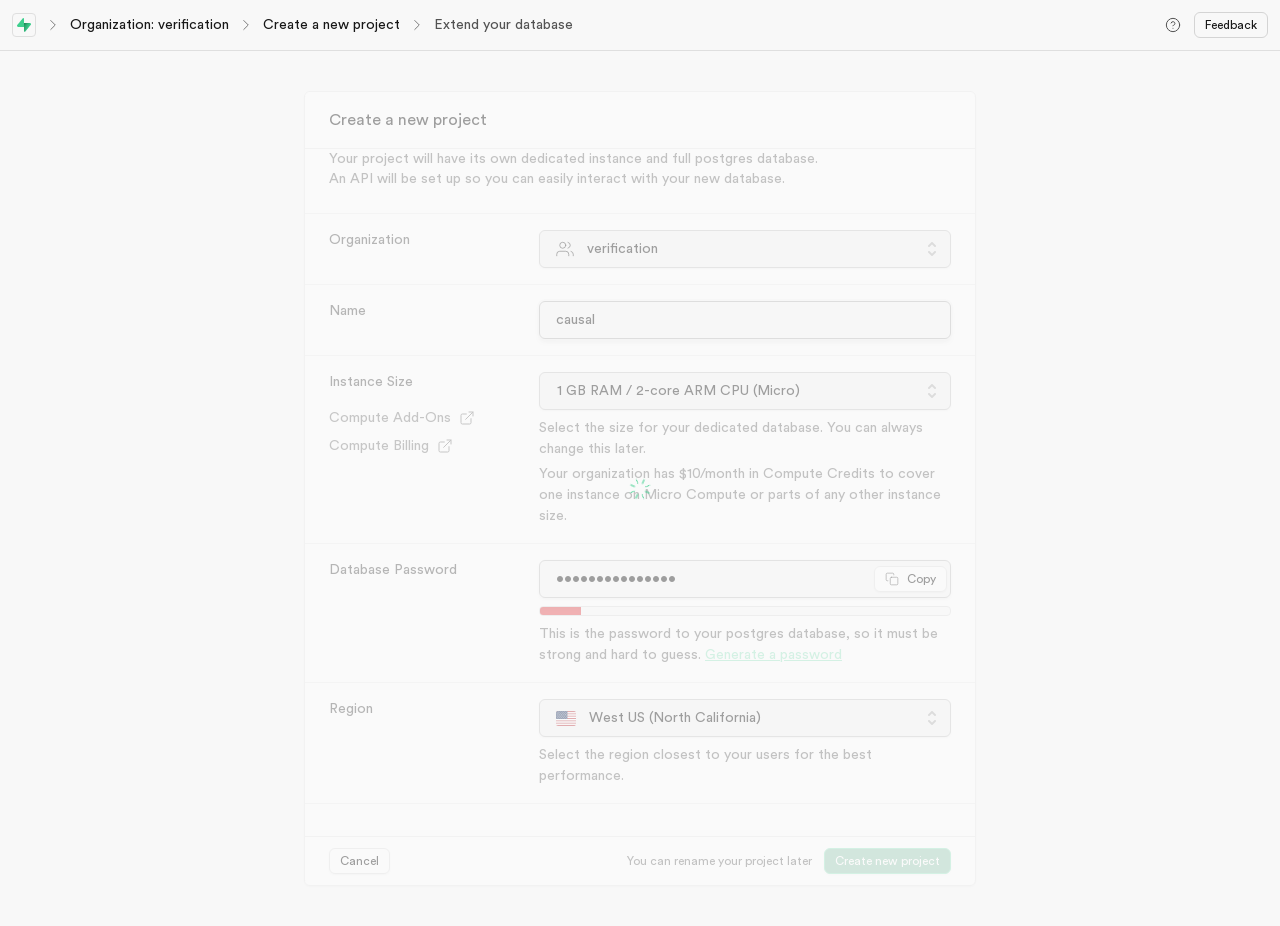 Organization: verification
Create a new project
Extend your database
Feedback
Create a new project
Your project will have its own dedicated instance and full postgres database.
An API will be set up so you can easily interact with your new database.
Organization
verification
Name
causal
Instance Size
1 GB RAM / 2-core ARM CPU (Micro)
Compute Add-Ons
Compute Billing
Select the size for your dedicated database. You can always
change this later.
Your organization has $10/month in Compute Credits to cover
one instance on Micro Compute or parts of any other instance
size.
Database Password
Copy
This is the password to your postgres database, so it must be
strong and hard to guess. Generate a password
Region
West US (North California)
Select the region closest to your users for the best
performance.
Cancel
You can rename your project later
Create new project